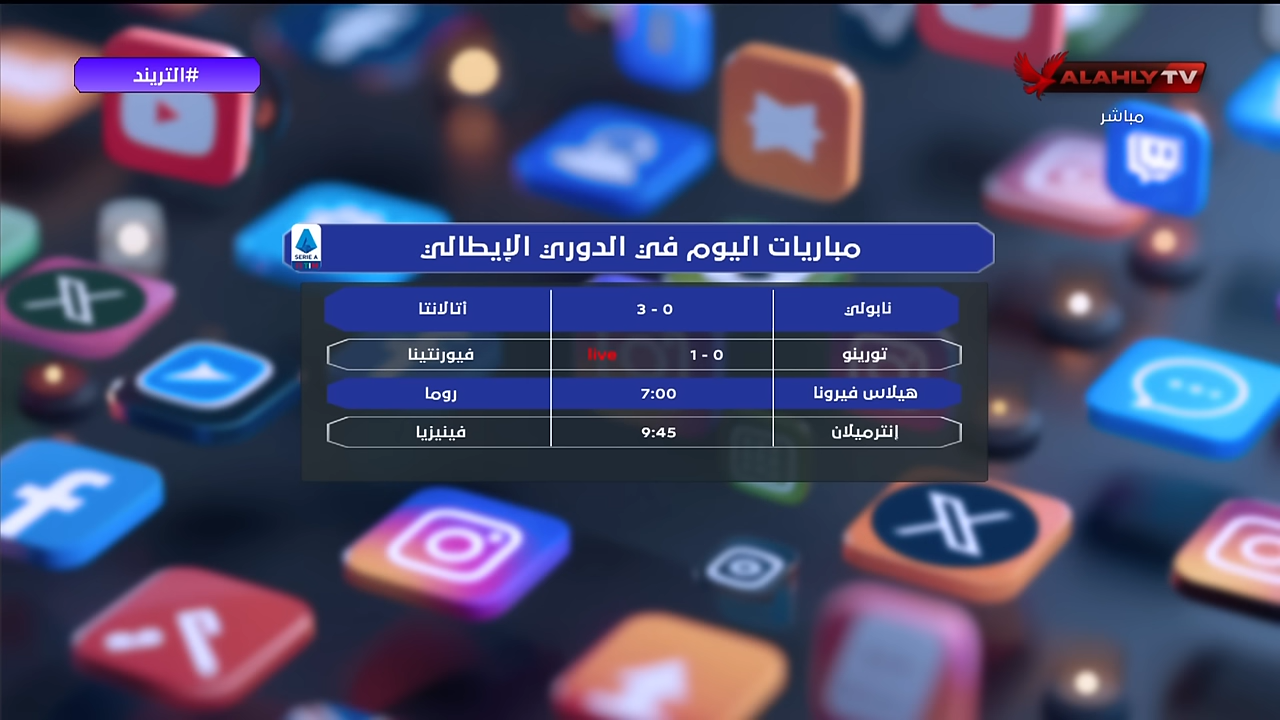 #التريند
ALAHLY TV
مباشر
SERIE A
مباريات اليوم في الدوري الإيطالي
نابولي 3 - 0 أتالانتا
تورينو 1 - 0 live فيورنتينا
هيلاس فيرونا 7:00 روما
إنترميلان 9:45 فينيزيا